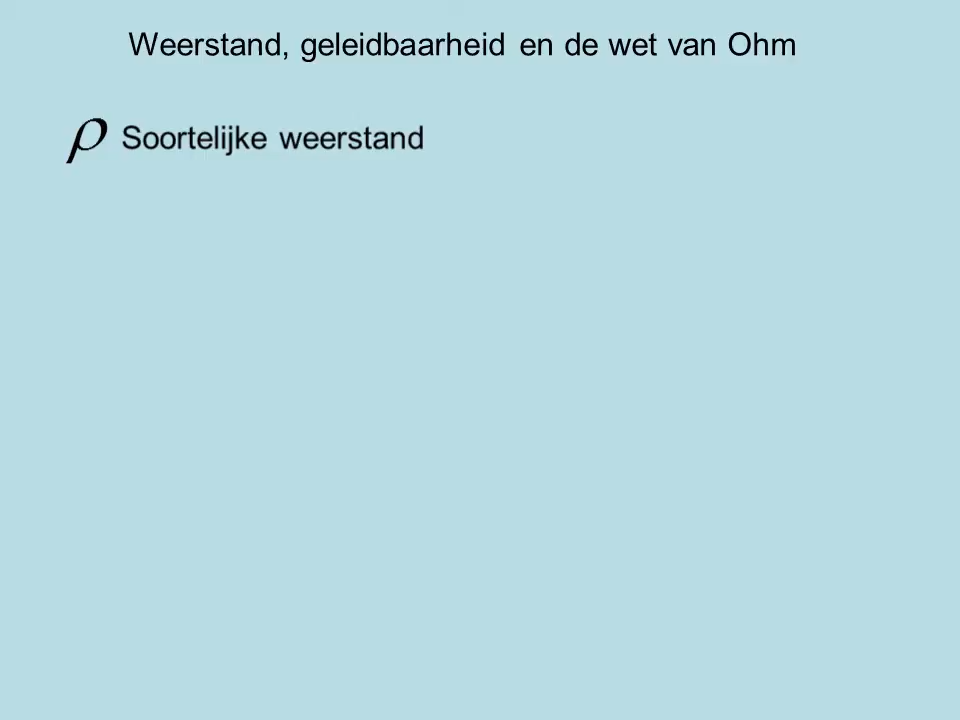 Weerstand, geleidbaarheid en de wet van Ohm
ρ Soortelijke weerstand